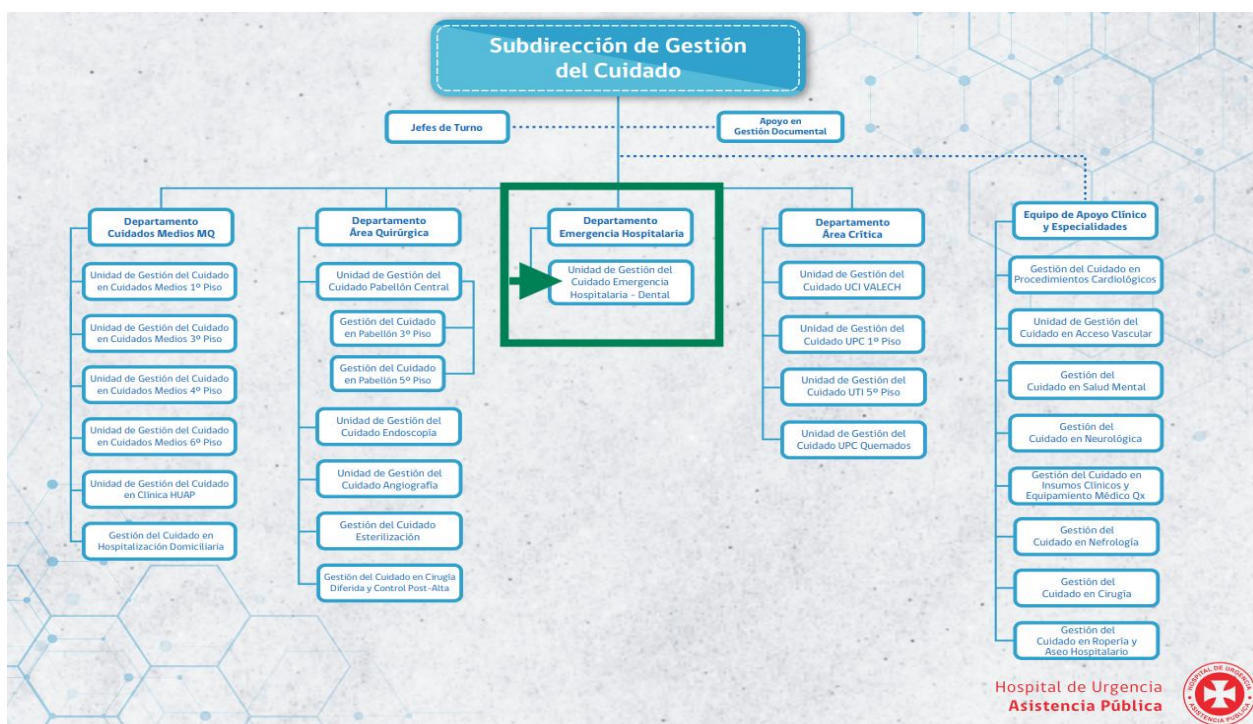 Subdirección de Gestión
del Cuidado
Jefes de Turno
Apoyo en
Gestión Documental
Departamento
Cuidados Medios MQ
Unidad de Gestión del Cuidado
en Cuidados Medios 1º Piso
Unidad de Gestión del Cuidado
en Cuidados Medios 3º Piso
Unidad de Gestión del Cuidado
en Cuidados Medios 4º Piso
Unidad de Gestión del Cuidado
en Cuidados Medios 6º Piso
Unidad de Gestión del Cuidado
en Clínica HUAP
Gestión del Cuidado en
Hospitalización Domiciliaria
Departamento
Área Quirúrgica
Unidad de Gestión del
Cuidado Pabellón Central
Gestión del Cuidado
en Pabellón 3º Piso
Gestión del Cuidado
en Pabellón 5º Piso
Unidad de Gestión del
Cuidado Endoscopía
Unidad de Gestión del
Cuidado Angiografía
Gestión del Cuidado
Esterilización
Gestión del Cuidado en Cirugía
Diferida y Control Post-Alta
Departamento
Emergencia Hospitalaria
Unidad de Gestión del
Cuidado Emergencia
Hospitalaria - Dental
Departamento
Área Crítica
Unidad de Gestión del
Cuidado UCI VALECH
Unidad de Gestión del
Cuidado UPC 1º Piso
Unidad de Gestión del
Cuidado UTI 5º Piso
Unidad de Gestión del
Cuidado UPC Quemados
Equipo de Apoyo Clínico
y Especialidades
Gestión del Cuidado en
Procedimientos Cardiológicos
Unidad de Gestión del
Cuidado en Acceso Vascular
Gestión del
Cuidado en Salud Mental
Gestión del
Cuidado en Neurológica
Gestión del Cuidado en
Insumos Clínicos y
Equipamiento Médico Qx
Gestión del
Cuidado en Nefrología
Gestión del
Cuidado en Cirugía
Gestión del
Cuidado en Ropería y
Aseo Hospitalario
Hospital de Urgencia
Asistencia Pública
HOSPITAL DE URGENCIA
ASISTENCIA PÚBLICA